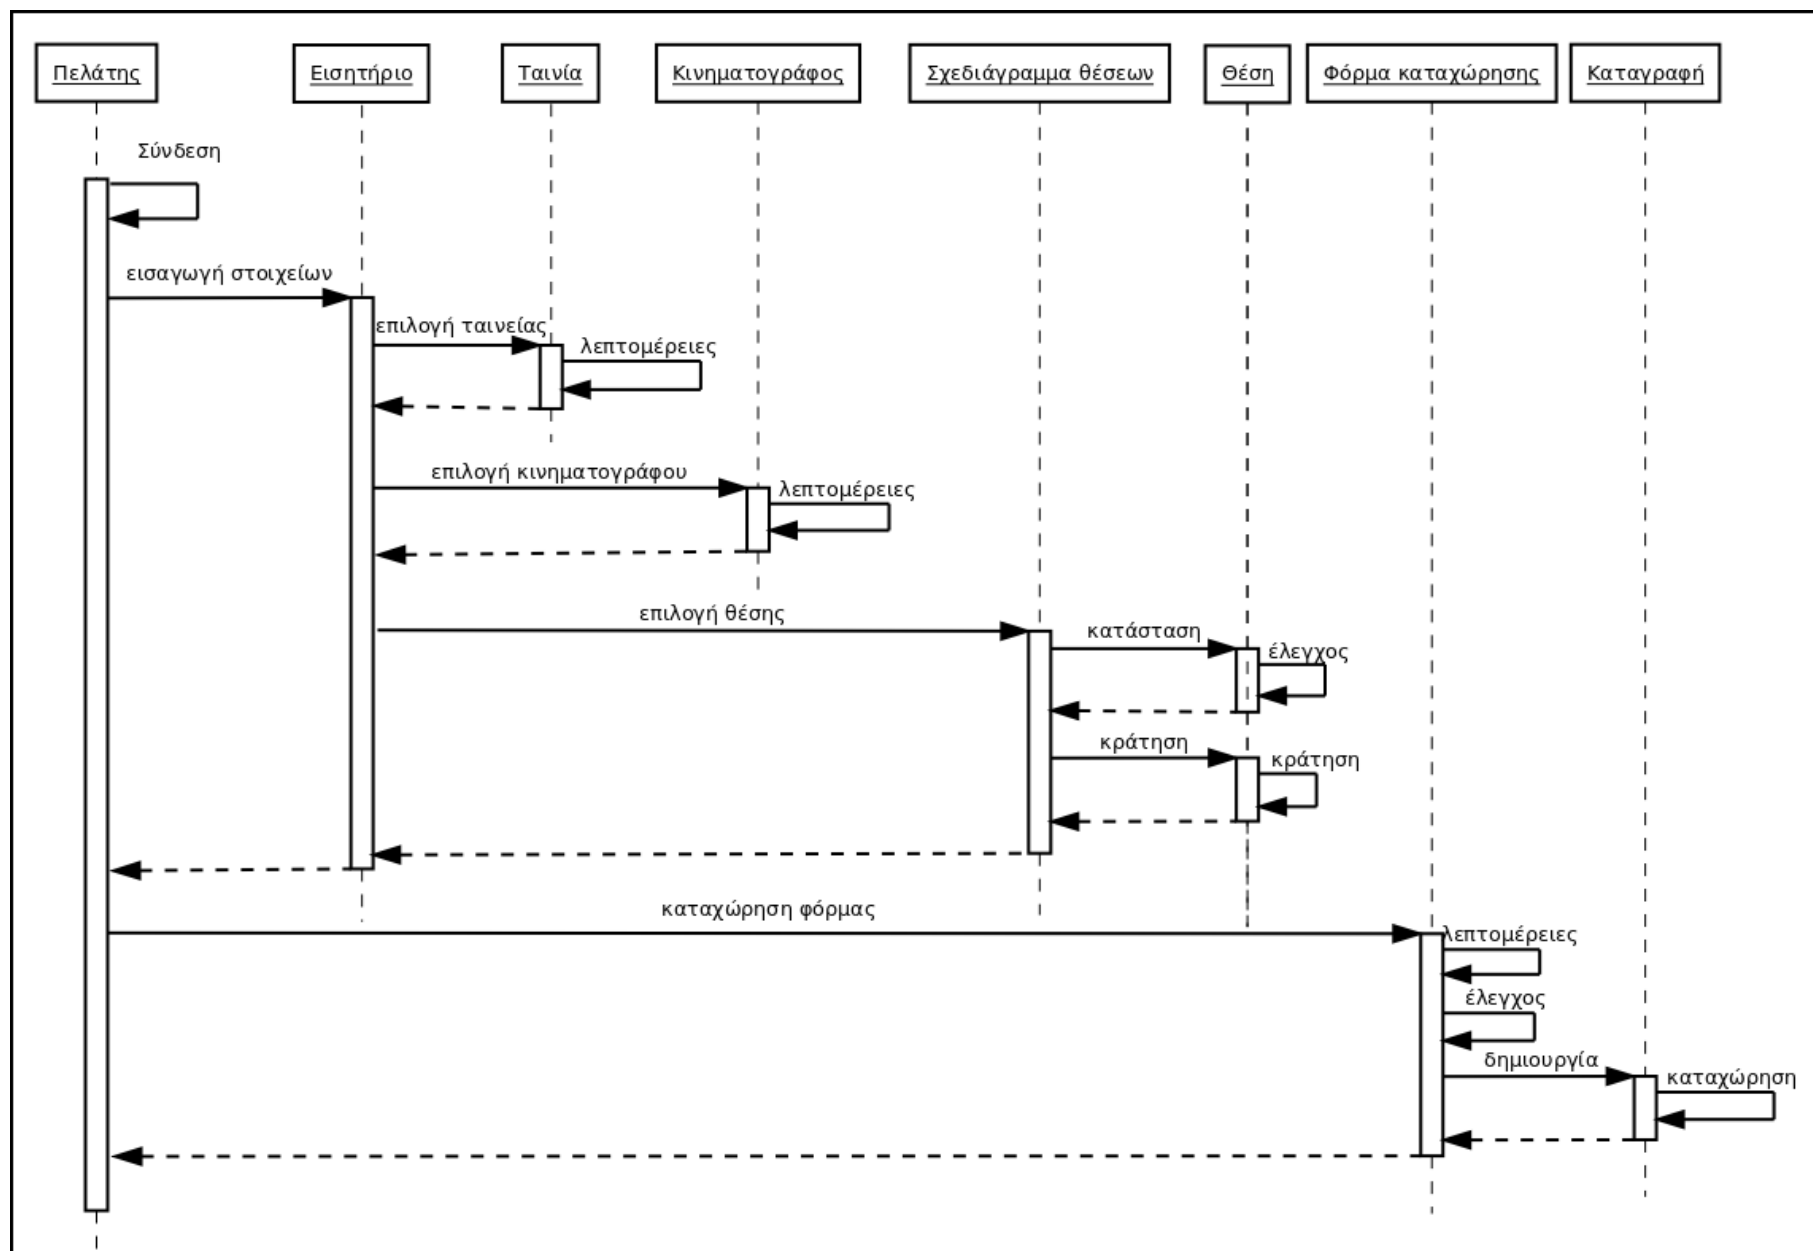 Πελάτης
Εισητήριο
Ταινία
Κινηματογράφος
Σχεδιάγραμμα θέσεων
Θέση
Φόρμα καταχώρησης
Καταγραφή
Σύνδεση
εισαγωγή στοιχείων
επιλογή ταινείας
λεπτομέρειες
επιλογή κινηματογράφου
λεπτομέρειες
επιλογή θέσης
κατάσταση
έλεγχος
κράτηση
κράτηση
καταχώρηση φόρμας
λεπτομέρειες
έλεγχος
δημιουργία
καταχώρηση